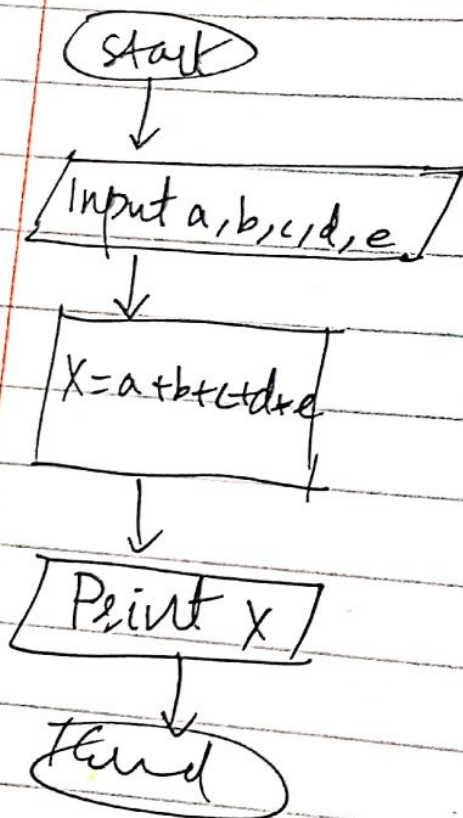 Start
Input a, b, c, d, e
X = a + b + c + d + e
Print X
End